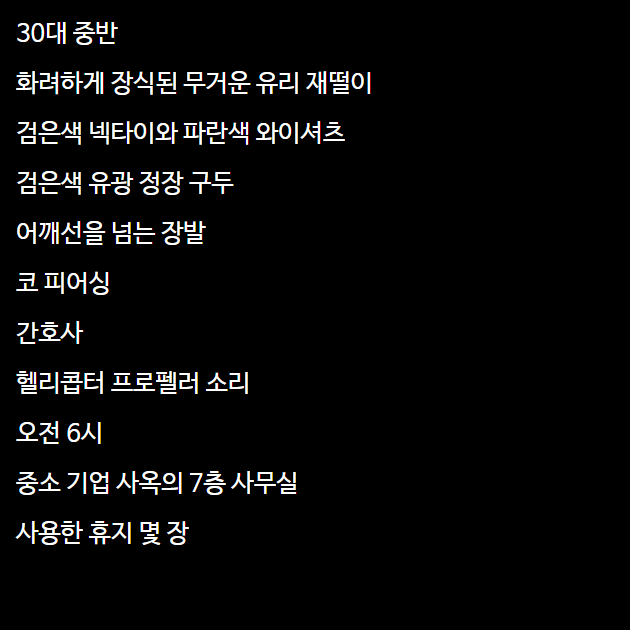 30대 중반
화려하게 장식된 무거운 유리 재떨이
검은색 넥타이와 파란색 와이셔츠
검은색 유광 정장 구두
어깨선을 넘는 장발
코 피어싱
간호사
헬리콥터 프로펠러 소리
오전 6시
중소 기업 사옥의 7층 사무실
사용한 휴지 몇 장